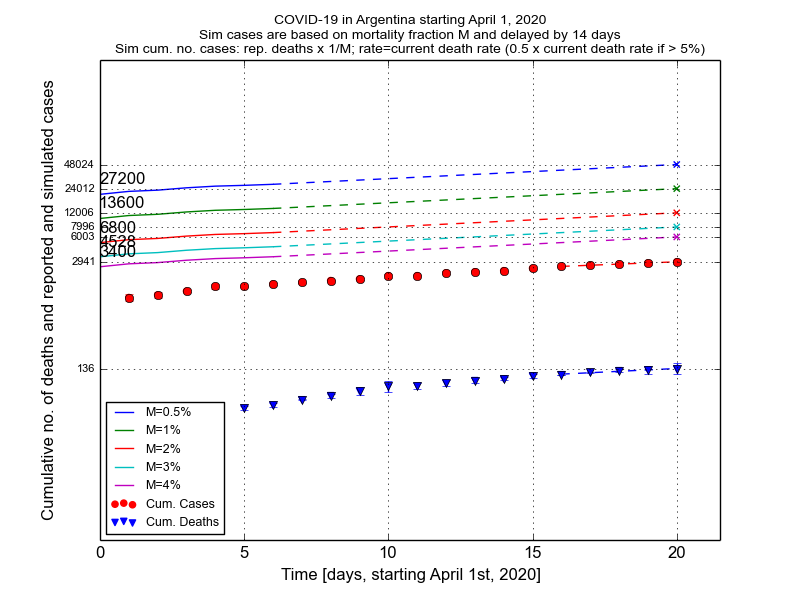 COVID-19 in Argentina starting April 1, 2020
Sim cases are based on mortality fraction M and delayed by 14 days
Sim cum. no. cases: rep. deaths x 1/M; rate=current death rate (0.5 x current death rate if > 5%)
Cumulative no. of deaths and reported and simulated cases
48024
24012
12006
7996
6003
2941
136
27200
13600
6800
4528
3400
M=0.5%
M=1%
M=2%
M=3%
M=4%
Cum. Cases
Cum. Deaths
0 5 10 15 20
Time [days, starting April 1st, 2020]